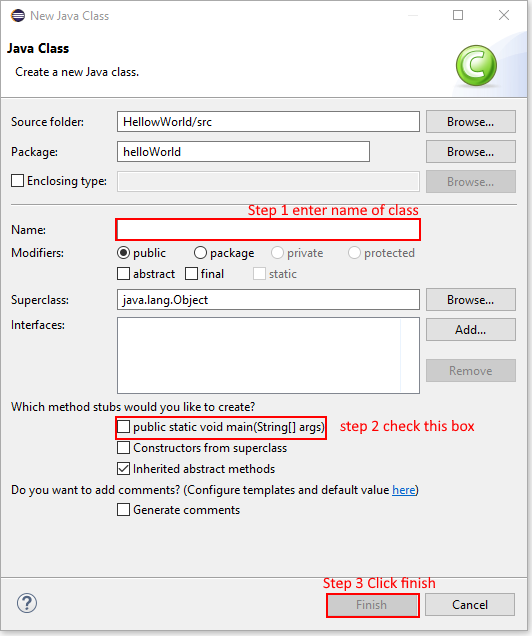 New Java Class
Java Class
Create a new Java class.
Source folder: HellowWorld/src Browse...
Package: helloWorld Browse...
Enclosing type: Browse...
Step 1 enter name of class
Name:
Modifiers: public package private protected
abstract final static
Superclass: java.lang.Object Browse...
Interfaces: Add...
Remove
Which method stubs would you like to create?
public static void main(String[] args) step 2 check this box
Constructors from superclass
Inherited abstract methods
Do you want to add comments? (Configure templates and default value here)
Generate comments
Step 3 Click finish
? Finish Cancel